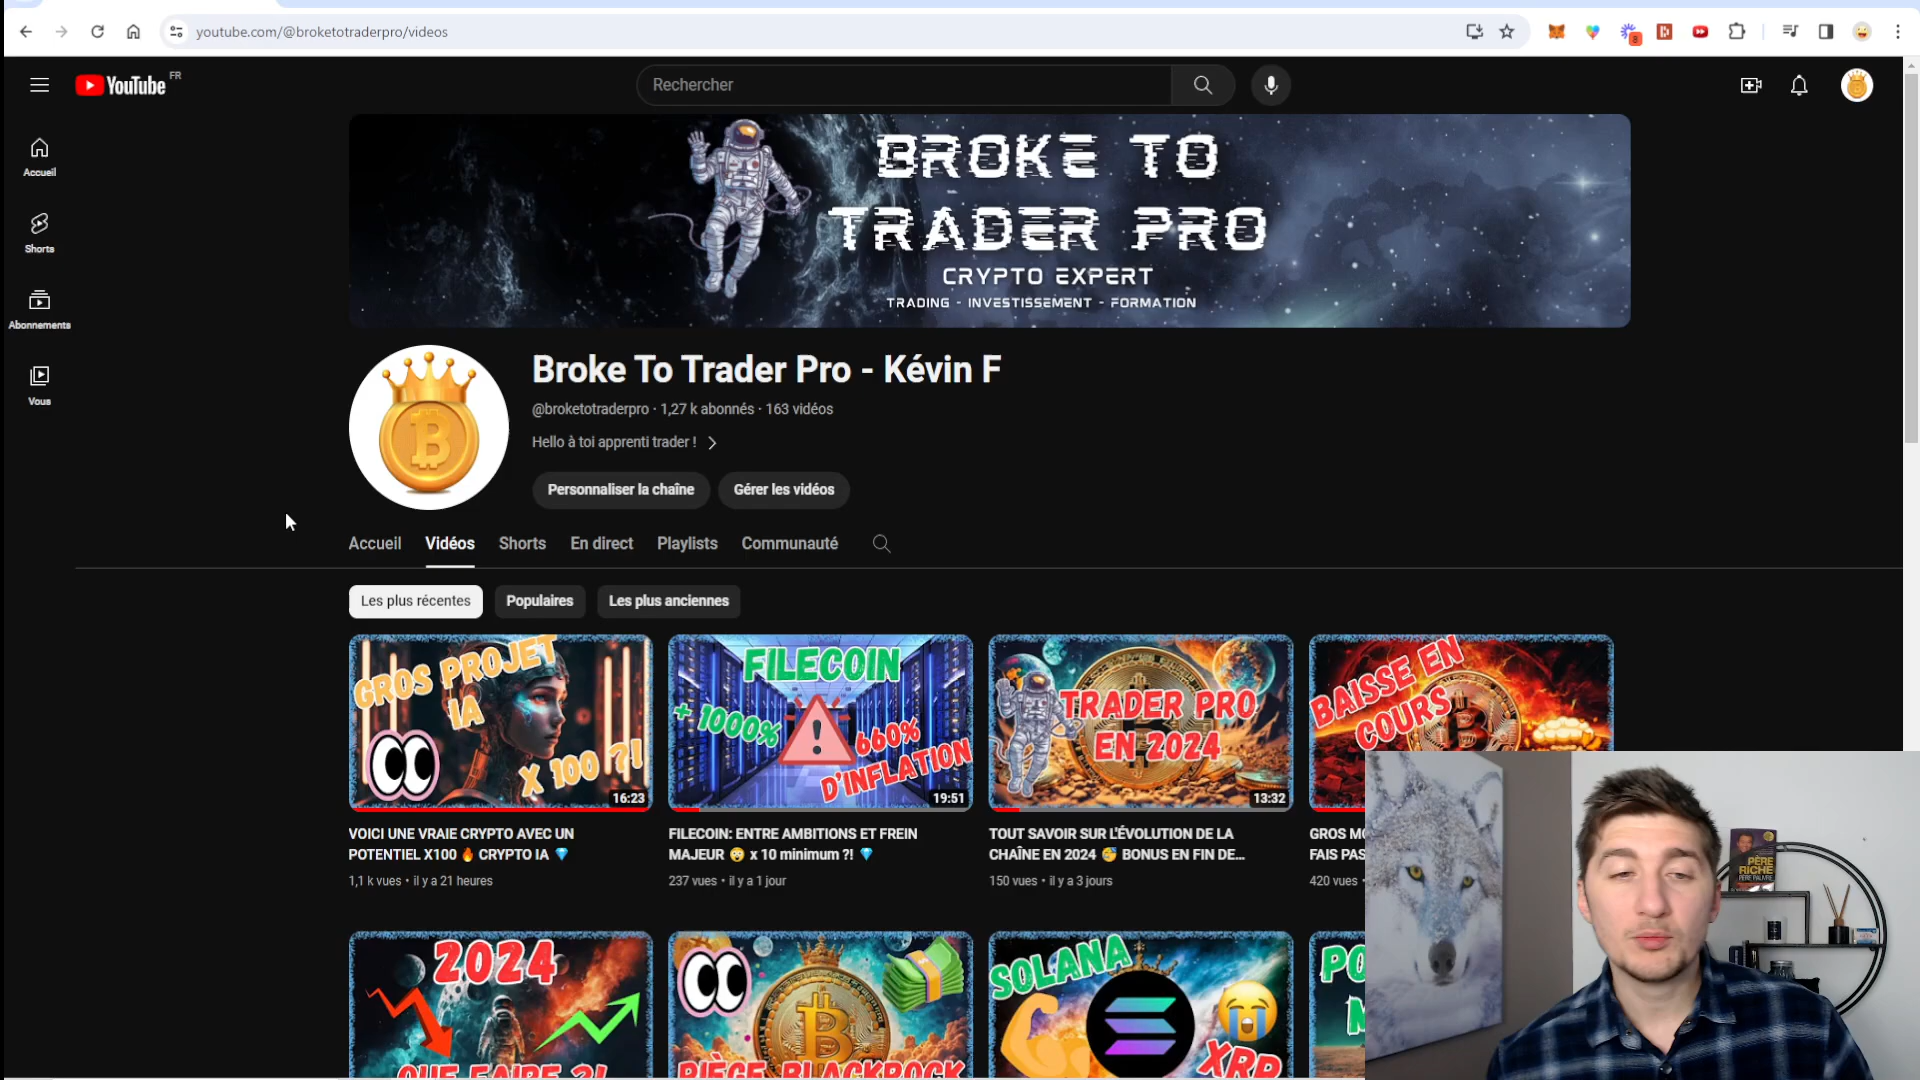 youtube.com/@broketotraderpro/videos
8
YouTube FR
Rechercher
Accueil
Shorts
Abonnements
Vous
BROKE TO
TRADER PRO
CRYPTO EXPERT
TRADING - INVESTISSEMENT - FORMATION
Broke To Trader Pro - Kévin F
@broketotraderpro · 1,27 k abonnés · 163 vidéos
Hello à toi apprenti trader !
Personnaliser la chaîne
Gérer les vidéos
Accueil
Vidéos
Shorts
En direct
Playlists
Communauté
Les plus récentes
Populaires
Les plus anciennes
GROS PROJET
IA
X 100 ?!
16:23
FILECOIN
+ 1000%
660%
D'INFLATION
19:51
TRADER PRO
EN 2024
13:32
BAISSE EN
COURS
VOICI UNE VRAIE CRYPTO AVEC UN
POTENTIEL X100 🔥 CRYPTO IA 💎
1,1 k vues • il y a 21 heures
FILECOIN: ENTRE AMBITIONS ET FREIN
MAJEUR 😲 x 10 minimum ?! 💎
237 vues • il y a 1 jour
TOUT SAVOIR SUR L'ÉVOLUTION DE LA
CHAÎNE EN 2024 🥳 BONUS EN FIN DE...
150 vues • il y a 3 jours
GROS
FAIS PAS
420 vues •
PÈRE
RICHE
2024
QUE FAIRE ?!
PIÈGE BLACKROCK
SOLANA
XRP